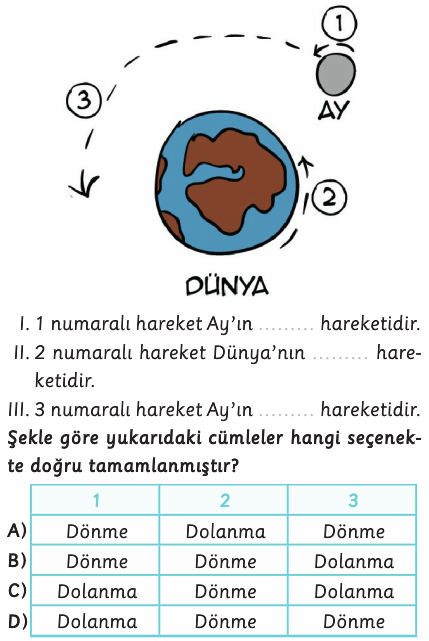 1
AY
3
2
DÜNYA
I. 1 numaralı hareket Ay’ın ......... hareketidir.
II. 2 numaralı hareket Dünya’nın ......... hare-
ketidir.
III. 3 numaralı hareket Ay’ın ......... hareketidir.
Şekle göre yukarıdaki cümleler hangi seçenek-
te doğru tamamlanmıştır?
1 2 3
A) Dönme Dolanma Dönme
B) Dönme Dönme Dolanma
C) Dolanma Dönme Dolanma
D) Dolanma Dönme Dönme